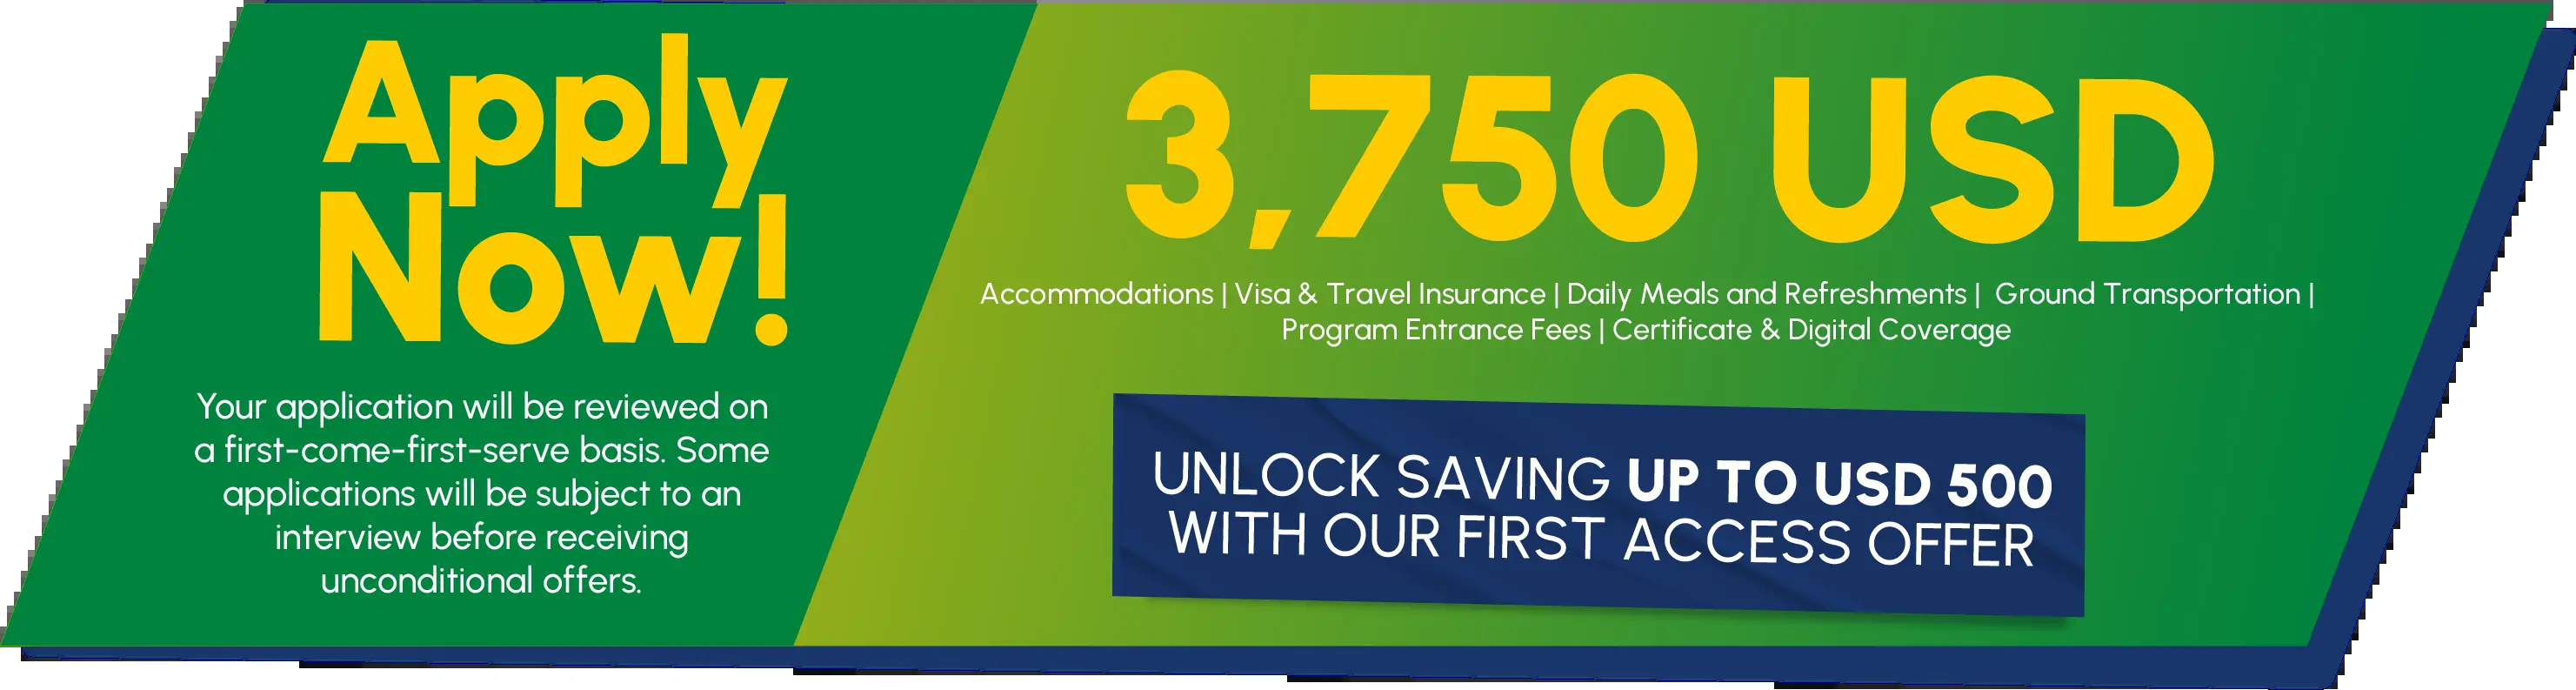 Apply
Now!
Your application will be reviewed on
a first-come-first-serve basis. Some
applications will be subject to an
interview before receiving
unconditional offers.
3,750 USD
Accommodations | Visa & Travel Insurance | Daily Meals and Refreshments | Ground Transportation |
Program Entrance Fees | Certificate & Digital Coverage
UNLOCK SAVING UP TO USD 500
WITH OUR FIRST ACCESS OFFER